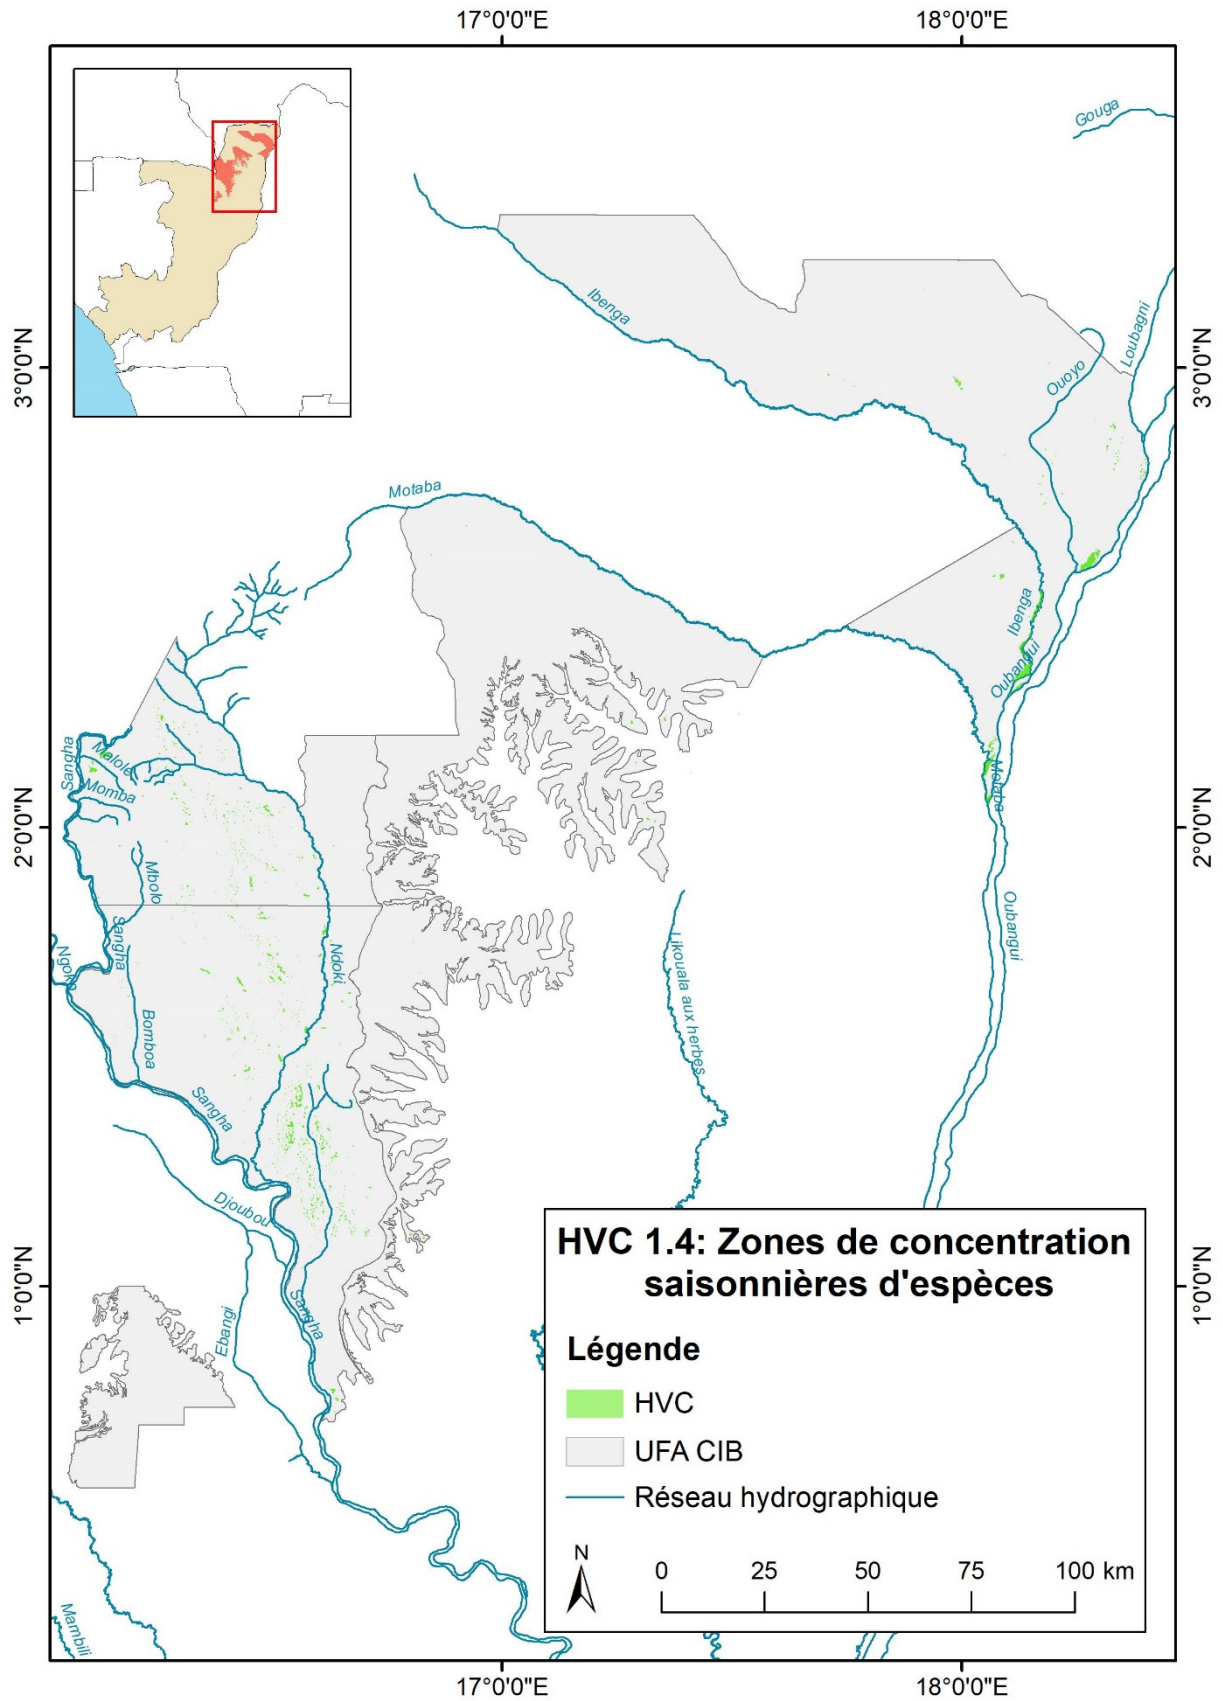 17°0'0"E
18°0'0"E
Gouga
Ibenga
Loubagni
Ouoyo
3°0'0"N
3°0'0"N
Motaba
Ibenga
Oubangui
Sangha
Malole
Momba
Motaba
2°0'0"N
2°0'0"N
Mbolo
Sangha
Ngoko
Ndoki
Oubangui
Likouala aux herbes
Bomboa
Sangha
Djoubou
HVC 1.4: Zones de concentration
saisonnières d'espèces
1°0'0"N
1°0'0"N
Sangha
Ebangi
Légende
HVC
UFA CIB
Réseau hydrographique
N
0 25 50 75 100 km
Mambili
17°0'0"E
18°0'0"E